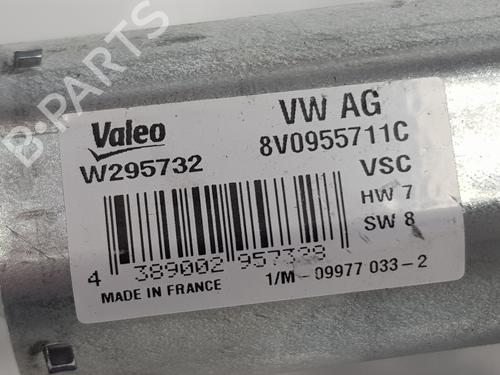 B-PARTS
Valeo
VW AG
W295732
8V0955711C
VSC
HW 7
SW 8
4 389002 957329
MADE IN FRANCE
1/M - 09977 033-2